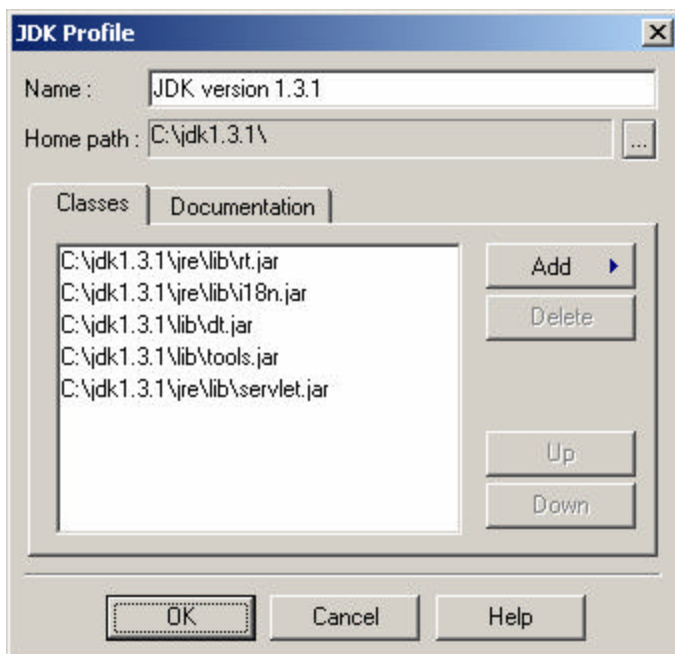 JDK Profile
Name :
JDK version 1.3.1
Home path :
C:\jdk1.3.1\
...
Classes
Documentation
C:\jdk1.3.1\jre\lib\rt.jar
C:\jdk1.3.1\jre\lib\i18n.jar
C:\jdk1.3.1\lib\dt.jar
C:\jdk1.3.1\lib\tools.jar
C:\jdk1.3.1\jre\lib\servlet.jar
Add
Delete
Up
Down
OK
Cancel
Help